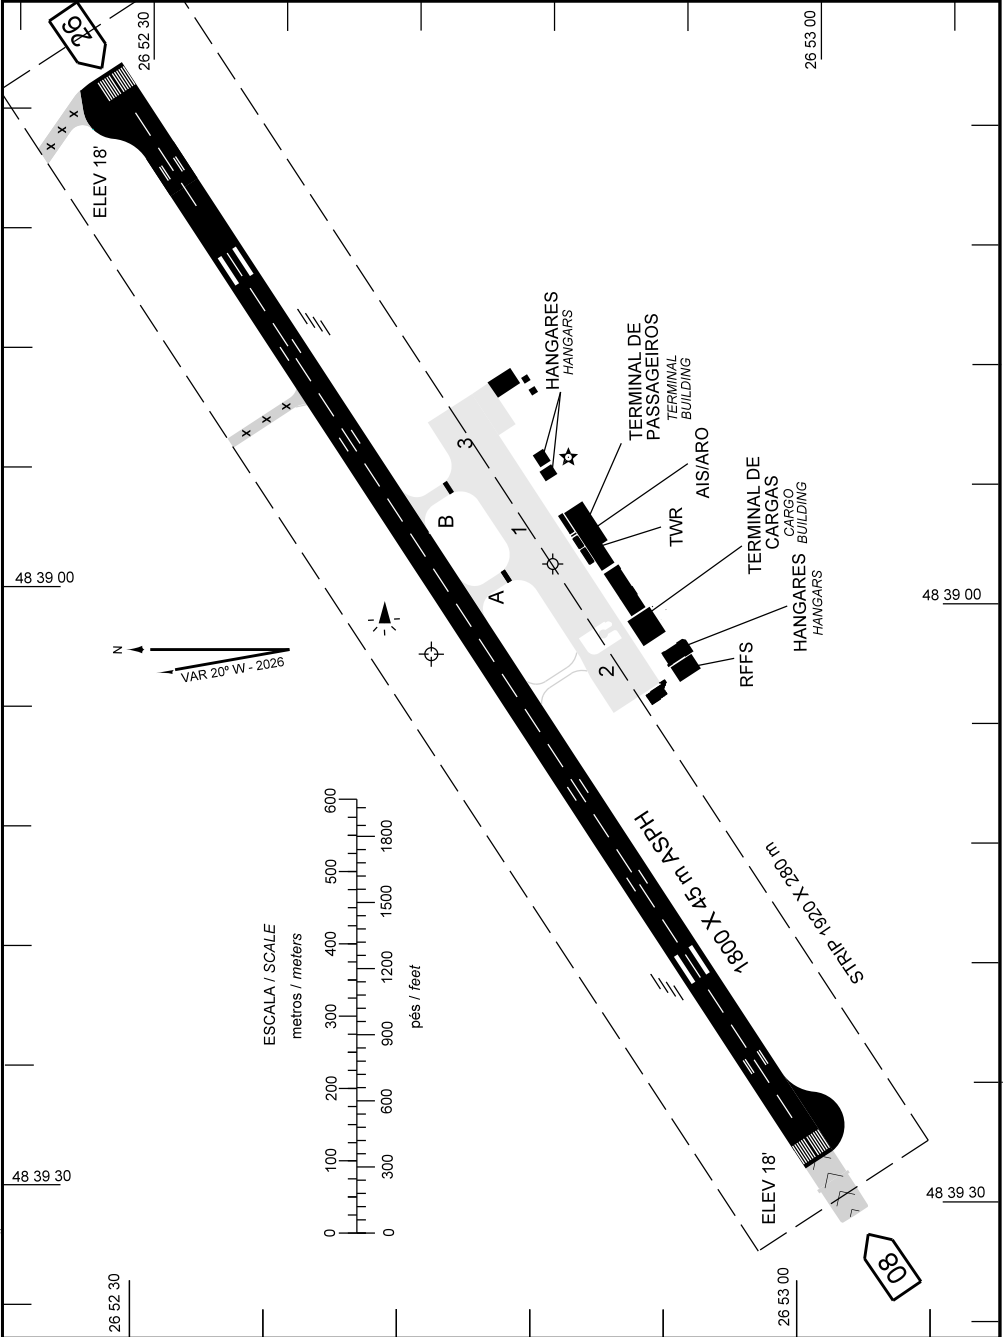 26
26 52 30
26 53 00
ELEV 18'
HANGARES
HANGARS
TERMINAL DE
PASSAGEIROS
TERMINAL
BUILDING
3
AIS/ARO
B
1
TWR
TERMINAL DE
CARGAS
CARGO
BUILDING
48 39 00
48 39 00
A
HANGARES
HANGARS
N
VAR 20º W - 2026
2
RFFS
600
500
400
300
200
100
0
1800
1500
1200
900
600
300
0
ESCALA / SCALE
metros / meters
pés / feet
1800 X 45 m ASPH
STRIP 1920 X 280 m
48 39 30
48 39 30
ELEV 18'
08
26 52 30
26 53 00
x
x
x
x
x
x